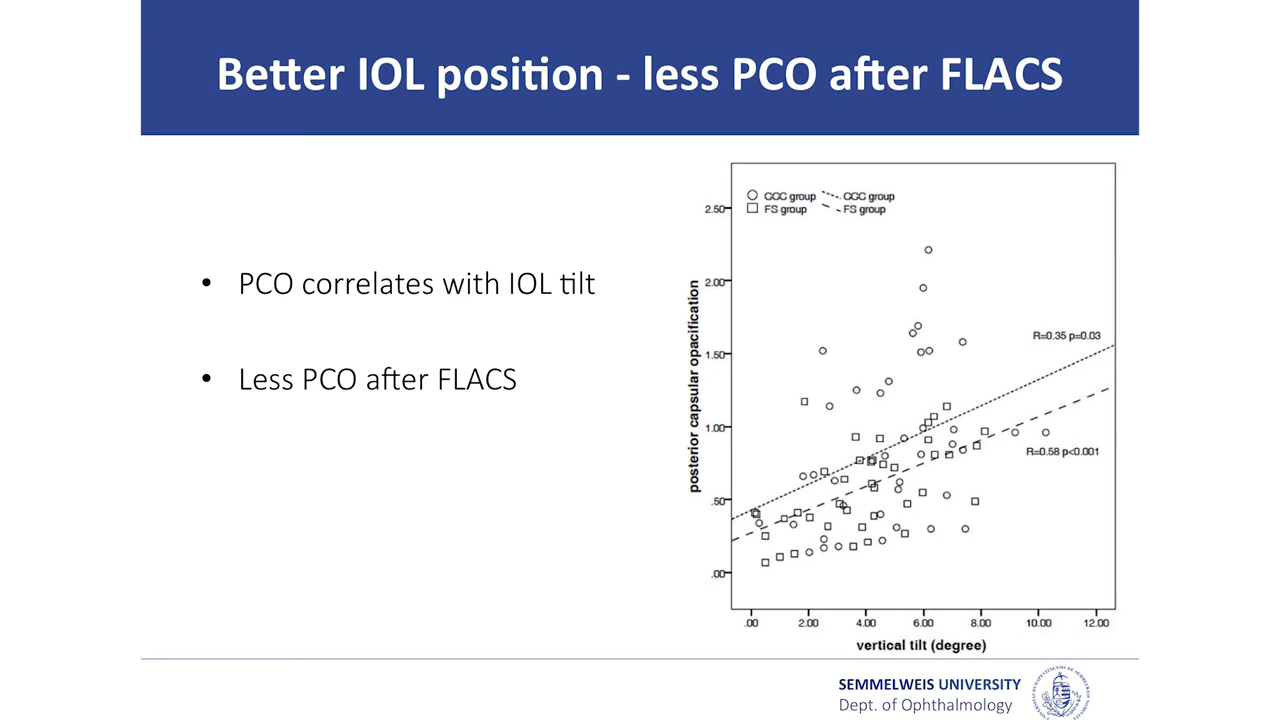 Better IOL position - less PCO after FLACS
• PCO correlates with IOL tilt
• Less PCO after FLACS
CCC group CCC group
FS group FS group
2.50
2.00
1.50
1.00
.50
.00
posterior capsular opacification
R=0.35 p=0.03
R=0.58 p<0.001
.00 2.00 4.00 6.00 8.00 10.00 12.00
vertical tilt (degree)
SEMMELWEIS UNIVERSITY
Dept. of Ophthalmology